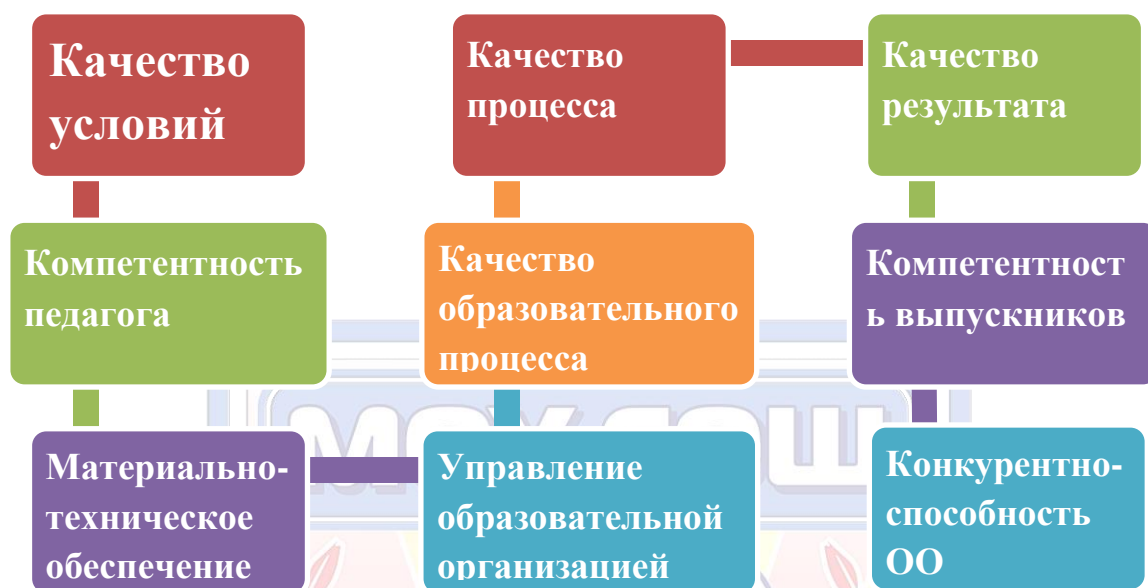 Качество
условий
Качество
процесса
Качество
результата
Компетентность
педагога
Качество
образовательного
процесса
Компетентност
ь выпускников
Материально-
техническое
обеспечение
Управление
образовательной
организацией
Конкурентно-
способность
ОО